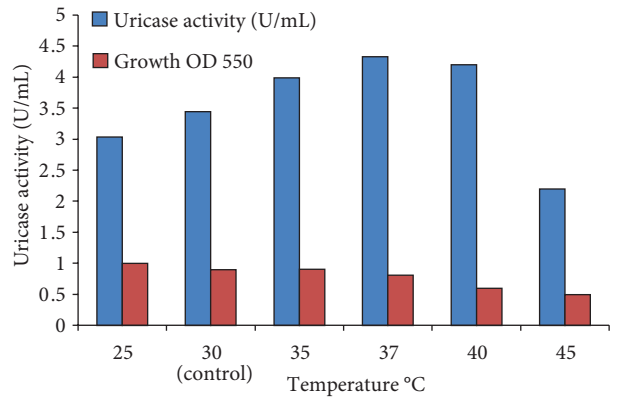 Uricase activity (U/mL)
Growth OD 550
Uricase activity (U/mL)
5
4.5
4
3.5
3
2.5
2
1.5
1
0.5
0
25 30 35 37 40 45
(control)
Temperature °C